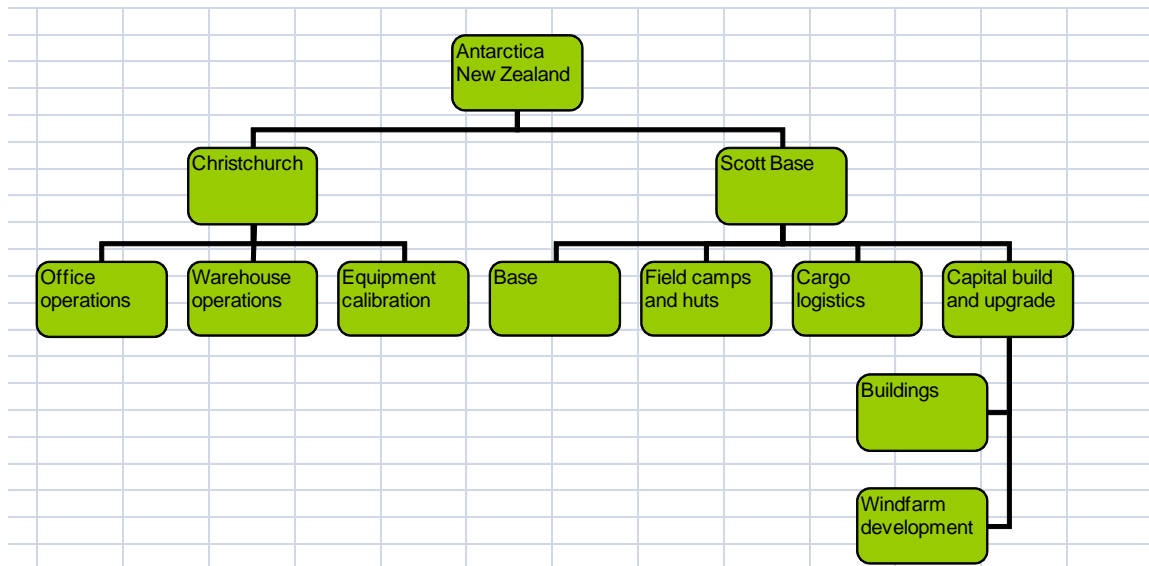 Antarctica
New Zealand
Christchurch
Scott Base
Office
operations
Warehouse
operations
Equipment
calibration
Base
Field camps
and huts
Cargo
logistics
Capital build
and upgrade
Buildings
Windfarm
development